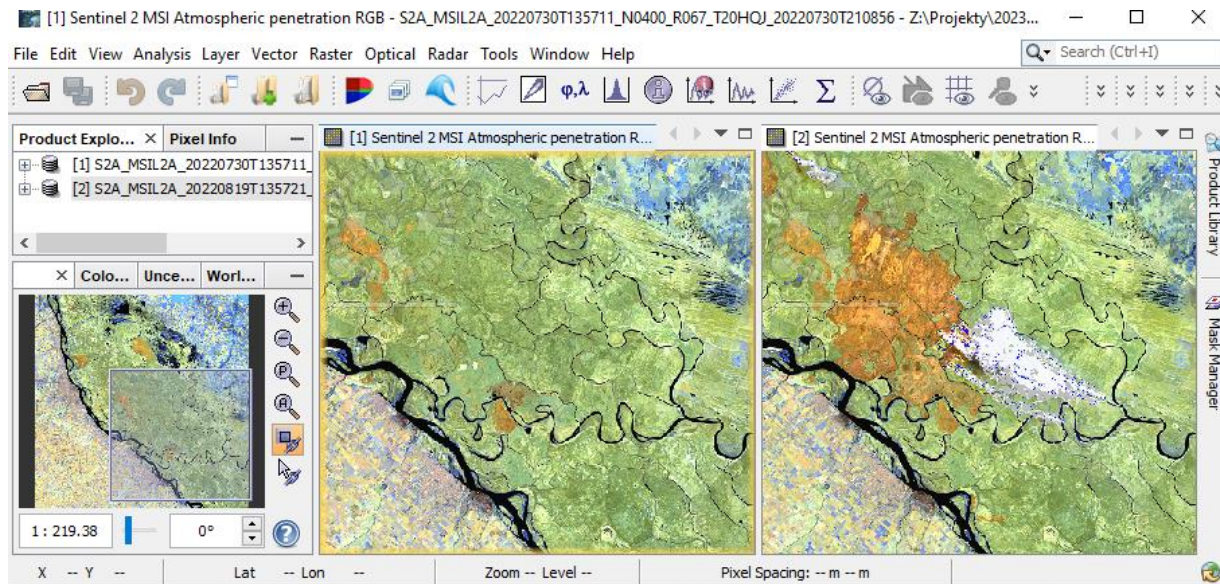 [1] Sentinel 2 MSI Atmospheric penetration RGB - S2A_MSIL2A_20220730T135711_N0400_R067_T20HQJ_20220730T210856 - Z:\Projekty\2023...
File Edit View Analysis Layer Vector Raster Optical Radar Tools Window Help
Search (Ctrl+I)
φ,λ
Σ
Product Explo... Pixel Info
[1] Sentinel 2 MSI Atmospheric penetration R...
[2] Sentinel 2 MSI Atmospheric penetration R...
[1] S2A_MSIL2A_20220730T135711_
[2] S2A_MSIL2A_20220819T135721_
Product Library
Mask Manager
Colo... Unce... Worl...
1 : 219.38
0°
X -- Y -- Lat -- Lon -- Zoom -- Level -- Pixel Spacing: -- m -- m